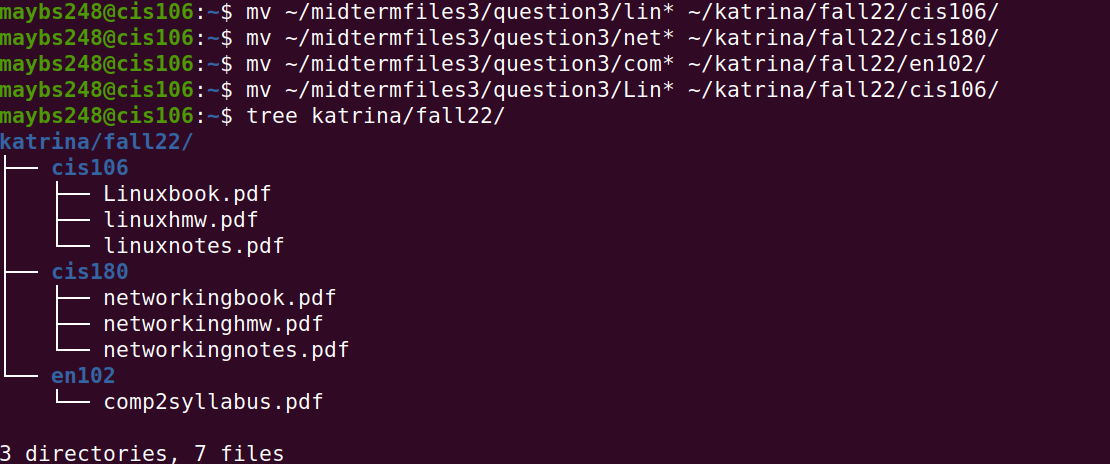 maybs248@cis106:~$ mv ~/midtermfiles3/question3/lin* ~/katrina/fall22/cis106/
maybs248@cis106:~$ mv ~/midtermfiles3/question3/net* ~/katrina/fall22/cis180/
maybs248@cis106:~$ mv ~/midtermfiles3/question3/com* ~/katrina/fall22/en102/
maybs248@cis106:~$ mv ~/midtermfiles3/question3/Lin* ~/katrina/fall22/cis106/
maybs248@cis106:~$ tree katrina/fall22/
katrina/fall22/
├── cis106
│   ├── Linuxbook.pdf
│   ├── linuxhmw.pdf
│   └── linuxnotes.pdf
├── cis180
│   ├── networkingbook.pdf
│   ├── networkinghmw.pdf
│   └── networkingnotes.pdf
└── en102
    └── comp2syllabus.pdf

3 directories, 7 files